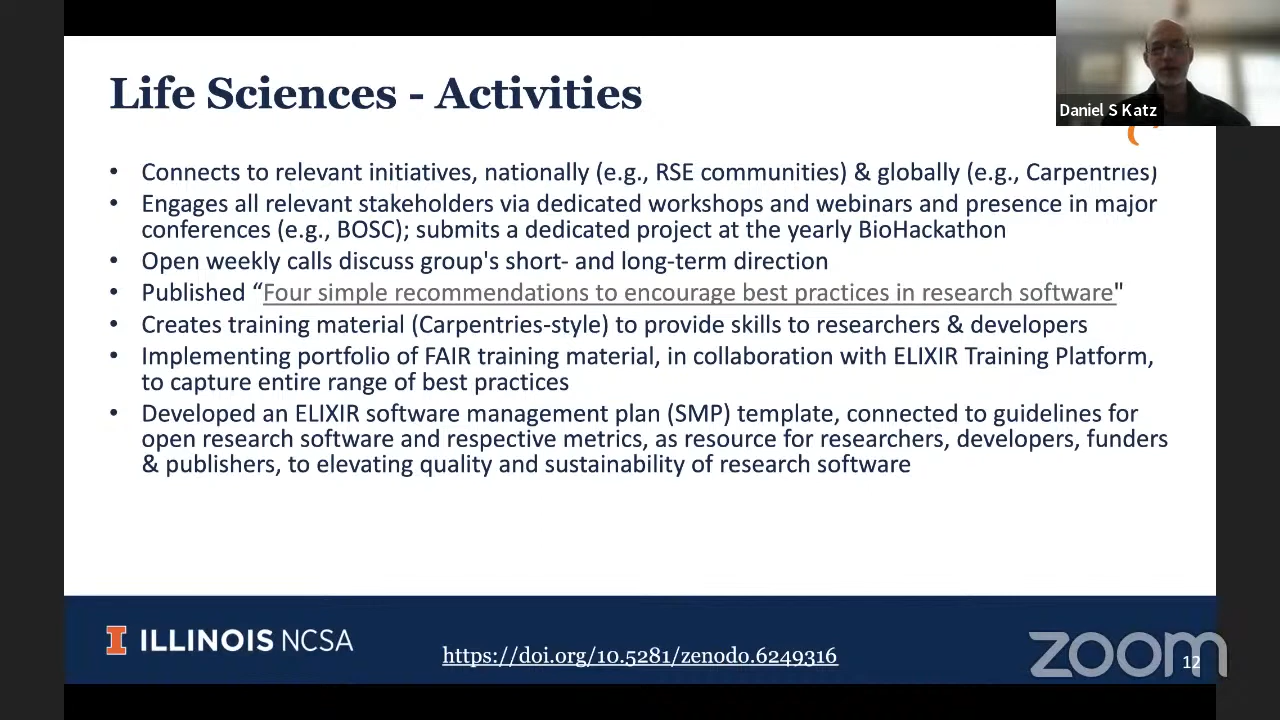 Life Sciences - Activities
Daniel S Katz
• Connects to relevant initiatives, nationally (e.g., RSE communities) & globally (e.g., Carpentries)
• Engages all relevant stakeholders via dedicated workshops and webinars and presence in major
conferences (e.g., BOSC); submits a dedicated project at the yearly BioHackathon
• Open weekly calls discuss group's short- and long-term direction
• Published “Four simple recommendations to encourage best practices in research software"
• Creates training material (Carpentries-style) to provide skills to researchers & developers
• Implementing portfolio of FAIR training material, in collaboration with ELIXIR Training Platform,
to capture entire range of best practices
• Developed an ELIXIR software management plan (SMP) template, connected to guidelines for
open research software and respective metrics, as resource for researchers, developers, funders
& publishers, to elevating quality and sustainability of research software
I ILLINOIS NCSA
https://doi.org/10.5281/zenodo.6249316
zoom
12